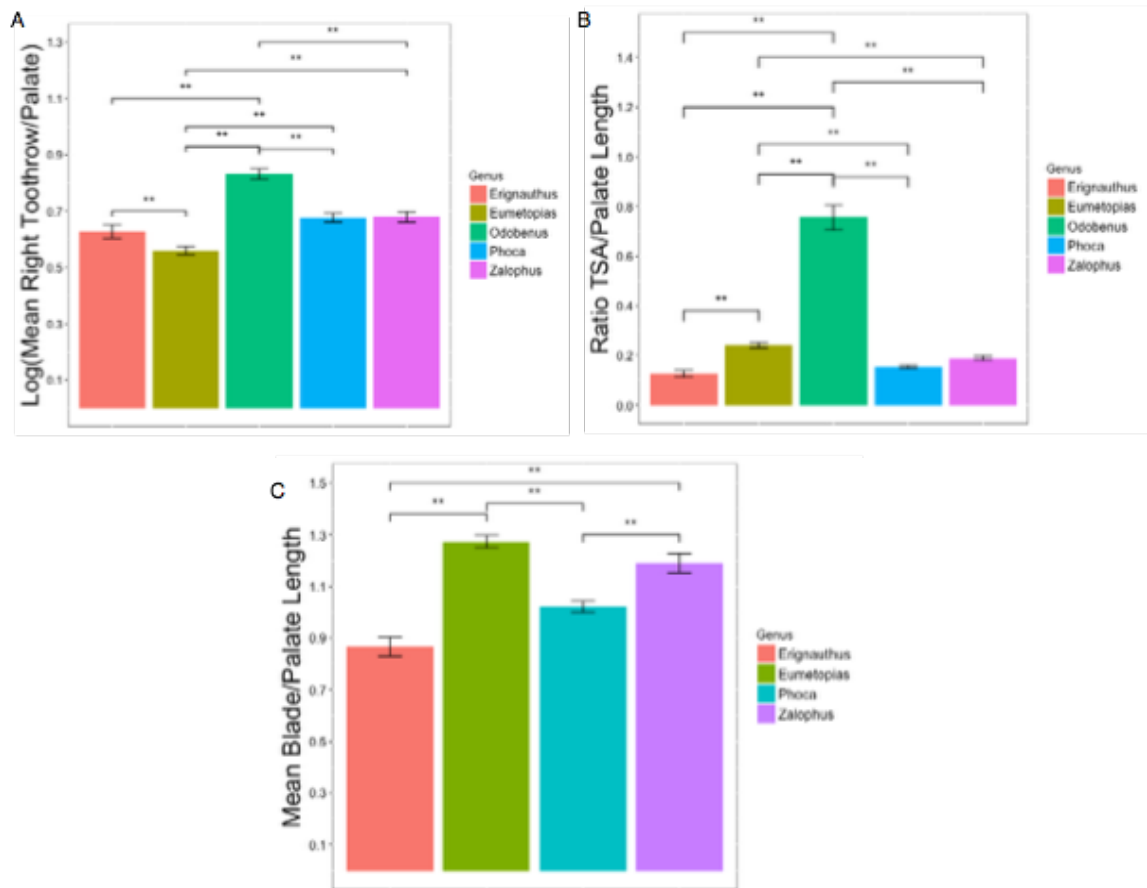 A
Log(Mean Right Toothrow/Palate)
1.3
1.1
0.9
0.7
0.5
0.3
0.1
**
**
**
**
**
**
**
Genus
Erignauthus
Eumetopias
Odobenus
Phoca
Zalophus
B
Ratio TSA/Palate Length
1.4
1.2
1.0
0.8
0.6
0.4
0.2
0.0
**
**
**
**
**
**
**
**
Genus
Erignauthus
Eumetopias
Odobenus
Phoca
Zalophus
C
Mean Blade/Palate Length
1.5
1.3
1.1
0.9
0.7
0.5
0.3
0.1
**
**
**
**
Genus
Erignauthus
Eumetopias
Phoca
Zalophus